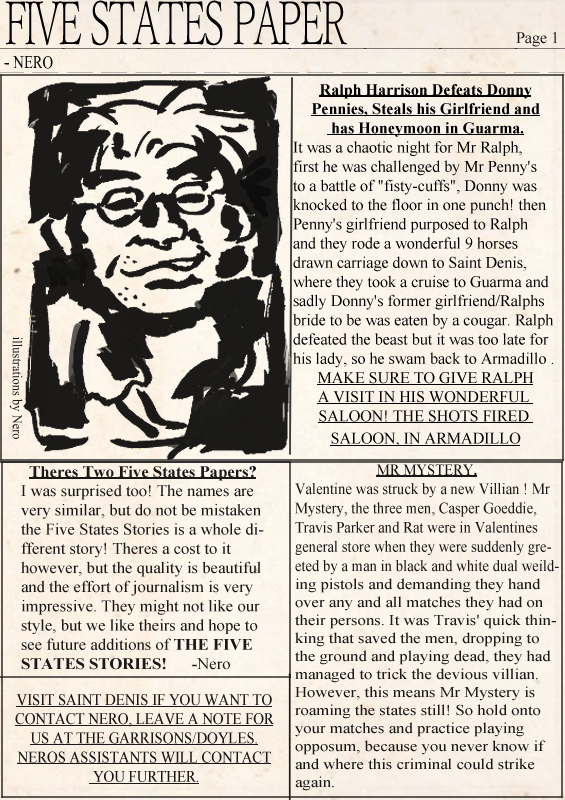 FIVE STATES PAPER
Page 1
- NERO
illustrations by Nero
Ralph Harrison Defeats Donny
Pennies, Steals his Girlfriend and
has Honeymoon in Guarma.
It was a chaotic night for Mr Ralph,
first he was challenged by Mr Penny's
to a battle of "fisty-cuffs", Donny was
knocked to the floor in one punch! then
Penny's girlfriend purposed to Ralph
and they rode a wonderful 9 horses
drawn carriage down to Saint Denis,
where they took a cruise to Guarma and
sadly Donny's former girlfriend/Ralphs
bride to be was eaten by a cougar. Ralph
defeated the beast but it was too late for
his lady, so he swam back to Armadillo .
MAKE SURE TO GIVE RALPH
A VISIT IN HIS WONDERFUL
SALOON! THE SHOTS FIRED
SALOON, IN ARMADILLO
Theres Two Five States Papers?
I was surprised too! The names are
very similar, but do not be mistaken
the Five States Stories is a whole di-
fferent story! Theres a cost to it
however, but the quality is beautiful
and the effort of journalism is very
impressive. They might not like our
style, but we like theirs and hope to
see future additions of THE FIVE
STATES STORIES! -Nero
VISIT SAINT DENIS IF YOU WANT TO
CONTACT NERO, LEAVE A NOTE FOR
US AT THE GARRISONS/DOYLES.
NEROS ASSISTANTS WILL CONTACT
YOU FURTHER.
MR MYSTERY.
Valentine was struck by a new Villian ! Mr
Mystery, the three men, Casper Goeddie,
Travis Parker and Rat were in Valentines
general store when they were suddenly gre-
eted by a man in black and white dual weild-
ing pistols and demanding they hand
over any and all matches they had on
their persons. It was Travis' quick thin-
king that saved the men, dropping to
the ground and playing dead, they had
managed to trick the devious villian.
However, this means Mr Mystery is
roaming the states still! So hold onto
your matches and practice playing
opposum, because you never know if
and where this criminal could strike
again.